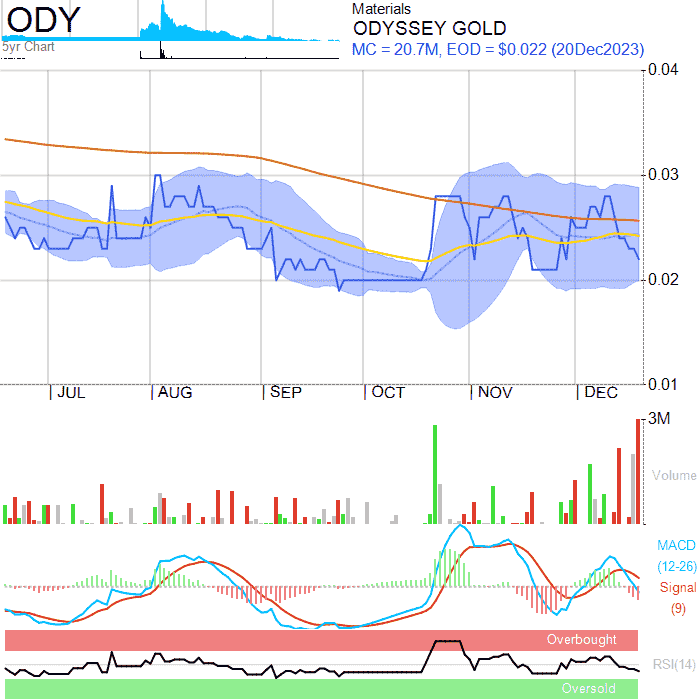 ODY
5yr Chart
Materials
ODYSSEY GOLD
MC = 20.7M, EOD = $0.022 (20Dec2023)
0.04
0.03
0.02
0.01
JUL AUG SEP OCT NOV DEC
3M
Volume
MACD
(12-26)
Signal
(9)
Overbought
RSI(14)
Oversold